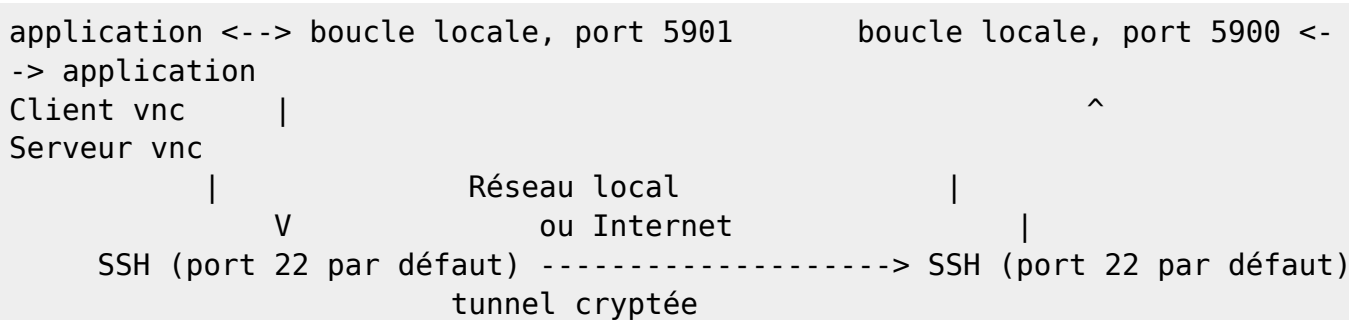 application <--> boucle locale, port 5901        boucle locale, port 5900 <-
-> application
Client vnc     |                                              ^
Serveur vnc
           |              Réseau local               |
               V              ou Internet                |
     SSH (port 22 par défaut) --------------------> SSH (port 22 par défaut)
                         tunnel cryptée